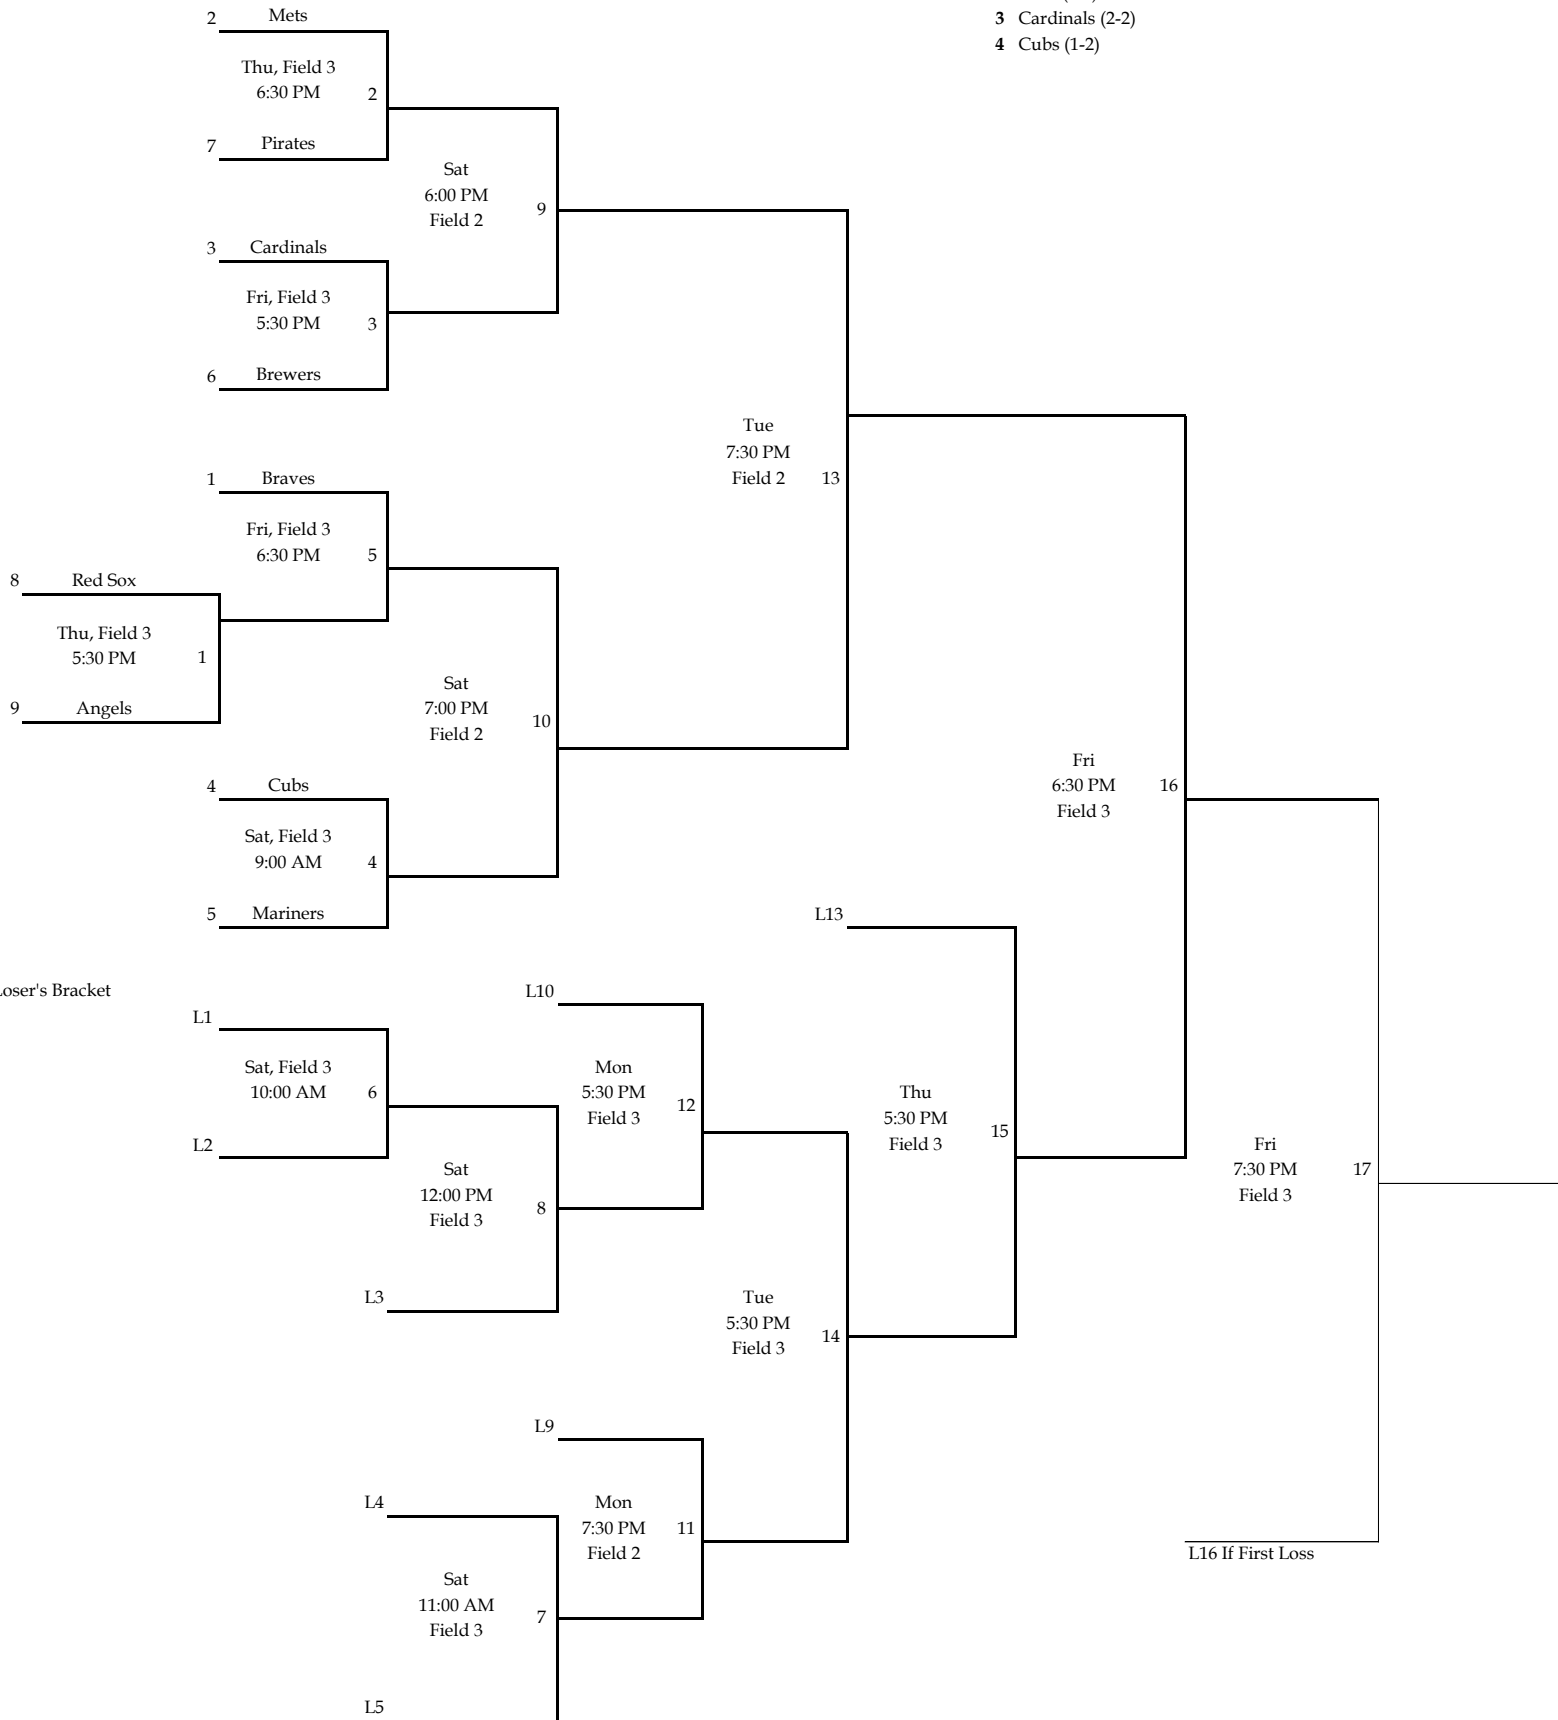 2 Mets
3 Cardinals (2-2)
4 Cubs (1-2)
Thu, Field 3
6:30 PM 2
7 Pirates
Sat
6:00 PM
Field 2
9
3 Cardinals
Fri, Field 3
5:30 PM 3
6 Brewers
Tue
7:30 PM
Field 2 13
1 Braves
Fri, Field 3
6:30 PM 5
8 Red Sox
Thu, Field 3
5:30 PM 1
9 Angels
Sat
7:00 PM
Field 2
10
4 Cubs
Sat, Field 3
9:00 AM 4
5 Mariners
Fri
6:30 PM 16
Field 3
L13
Loser's Bracket
L10
L1
Sat, Field 3
10:00 AM 6
L2
Mon
5:30 PM
Field 3
12
Thu
5:30 PM
Field 3
15
Sat
12:00 PM
Field 3
8
Fri
7:30 PM 17
Field 3
L3
Tue
5:30 PM
Field 3
14
L9
L4
Mon
7:30 PM 11
Field 2
L16 If First Loss
Sat
11:00 AM
Field 3
7
L5